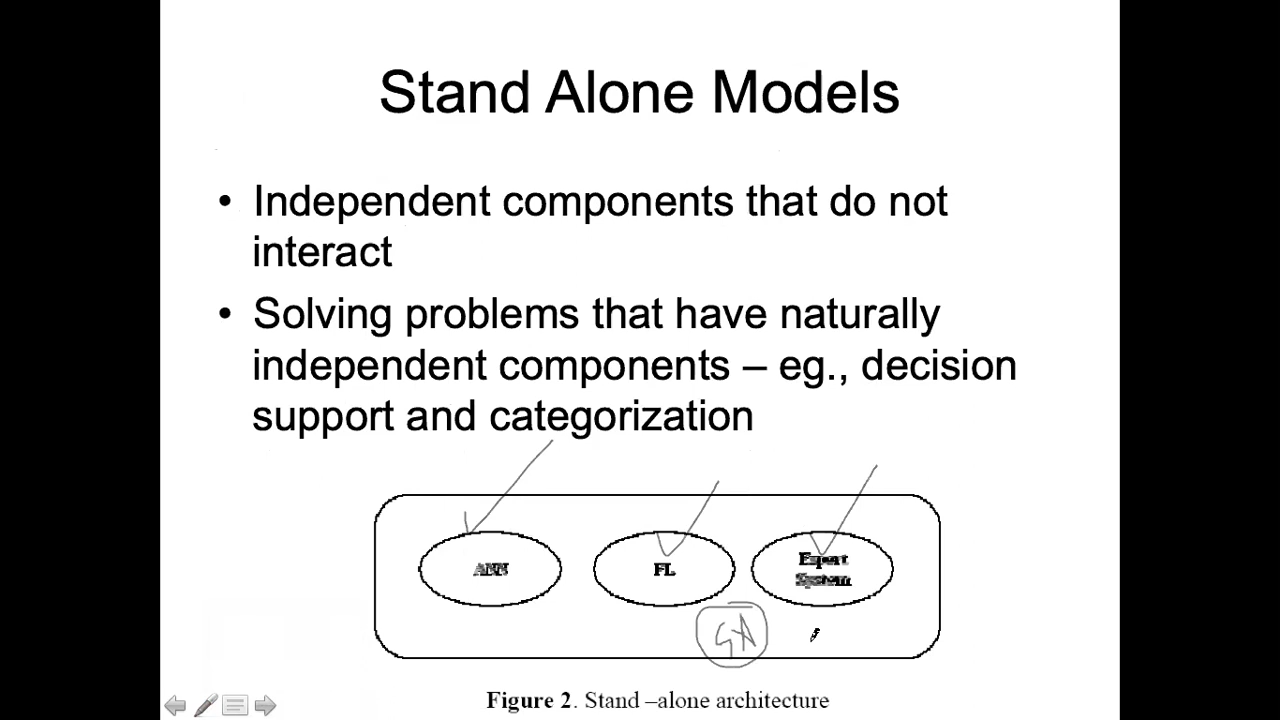 Stand Alone Models
• Independent components that do not
interact
• Solving problems that have naturally
independent components – eg., decision
support and categorization
ANN
FL
Expert
System
GA
Figure 2. Stand –alone architecture